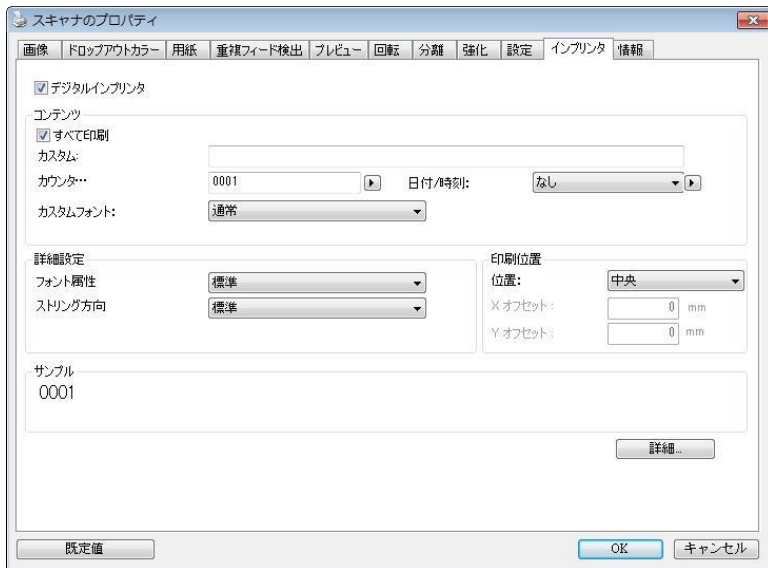 スキャナのプロパティ
画像 ドロップアウトカラー 用紙 重複フィード検出 プレビュー 回転 分離 強化 設定 インプリンタ 情報
デジタルインプリンタ
コンテンツ
すべて印刷
カスタム:
カウンタ… 0001 日付/時刻: なし
カスタムフォント: 通常
詳細設定 印刷位置
フォント属性 標準 位置: 中央
ストリング方向 標準 X オフセット: 0 mm
Y オフセット: 0 mm
サンプル
0001
詳細...
既定値 OK キャンセル